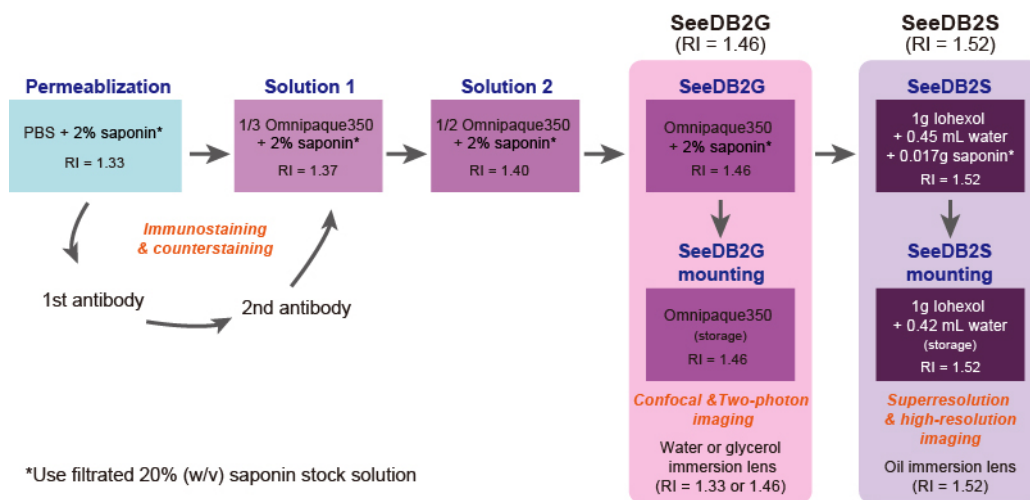 SeeDB2G
(RI = 1.46)
SeeDB2S
(RI = 1.52)
Permeablization
PBS + 2% saponin*
RI = 1.33
Solution 1
1/3 Omnipaque350
+ 2% saponin*
RI = 1.37
Solution 2
1/2 Omnipaque350
+ 2% saponin*
RI = 1.40
SeeDB2G
Omnipaque350
+ 2% saponin*
RI = 1.46
SeeDB2S
1g Iohexol
+ 0.45 mL water
+ 0.017g saponin*
RI = 1.52
Immunostaining
& counterstaining
1st antibody
2nd antibody
SeeDB2G
mounting
Omnipaque350
(storage)
RI = 1.46
Confocal &Two-photon
imaging
Water or glycerol
immersion lens
(RI = 1.33 or 1.46)
SeeDB2S
mounting
1g Iohexol
+ 0.42 mL water
(storage)
RI = 1.52
Superresolution
& high-resolution
imaging
Oil immersion lens
(RI = 1.52)
*Use filtrated 20% (w/v) saponin stock solution